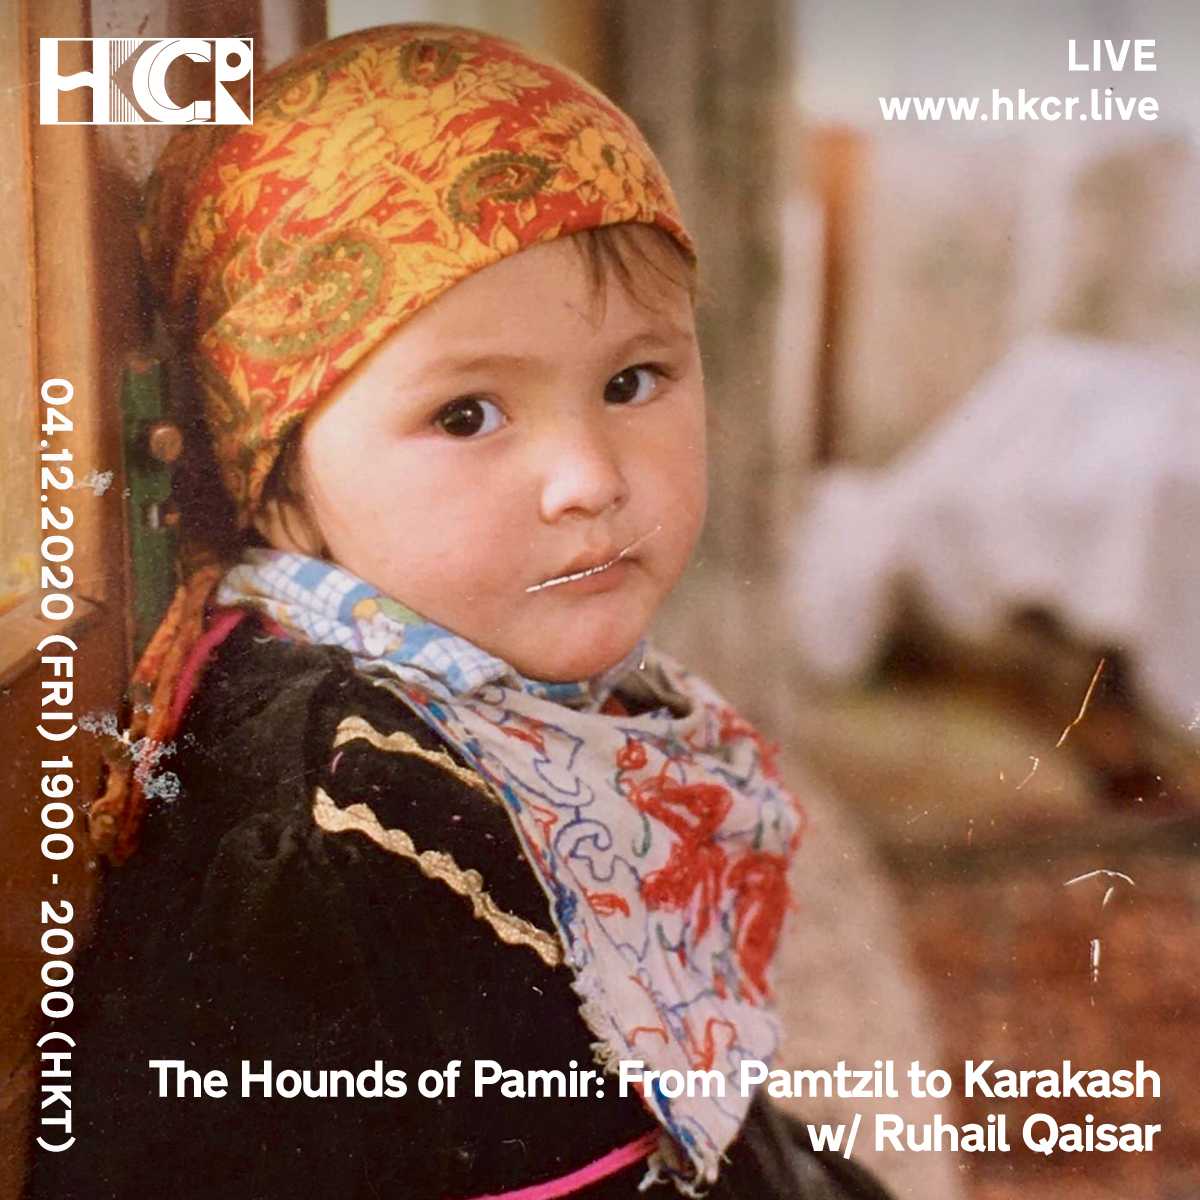 HKCR
LIVE
www.hkcr.live
04.12.2020 (FRI) 1900 - 2000 (HKT)
The Hounds of Pamir: From Pamtzil to Karakash
w/ Ruhail Qaisar